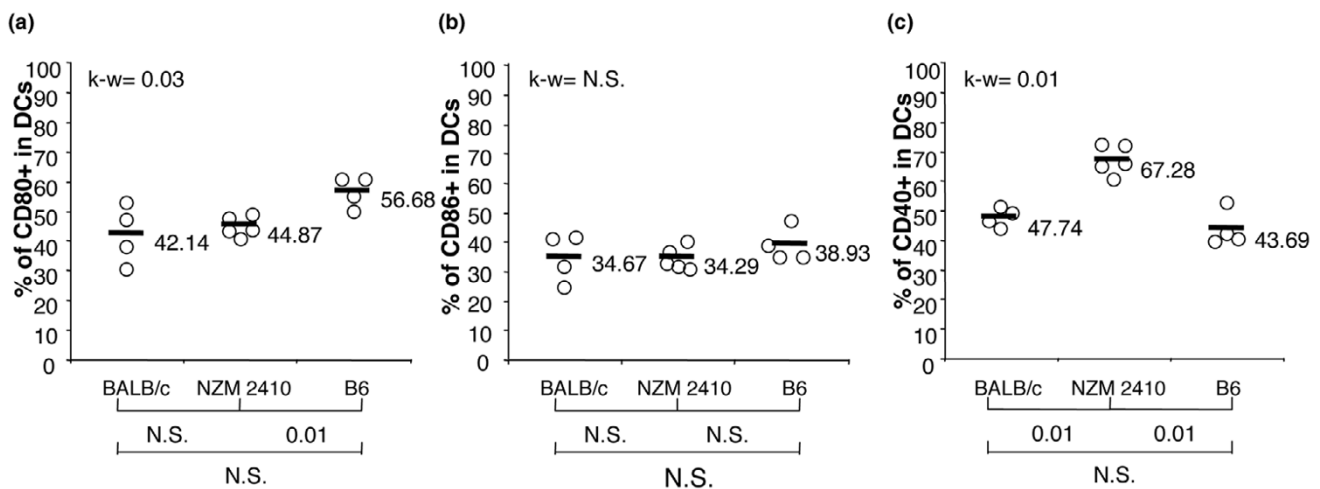 (a)
% of CD80+ in DCs
100
90
80
70
60
50
40
30
20
10
0
k-w= 0.03
42.14
44.87
56.68
BALB/c NZM 2410 B6
N.S. 0.01
N.S.
(b)
% of CD86+ in DCs
100
90
80
70
60
50
40
30
20
10
0
k-w= N.S.
34.67
34.29
38.93
BALB/c NZM 2410 B6
N.S. N.S.
N.S.
(c)
% of CD40+ in DCs
100
90
80
70
60
50
40
30
20
10
0
k-w= 0.01
47.74
67.28
43.69
BALB/c NZM 2410 B6
0.01 0.01
N.S.